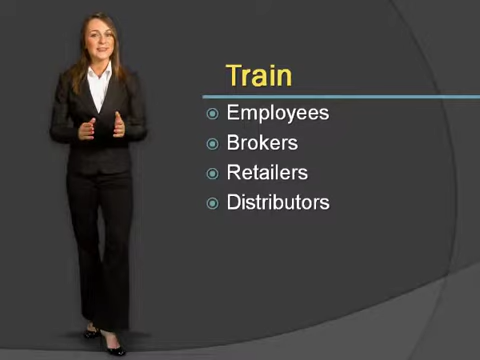 Train
Employees
Brokers
Retailers
Distributors